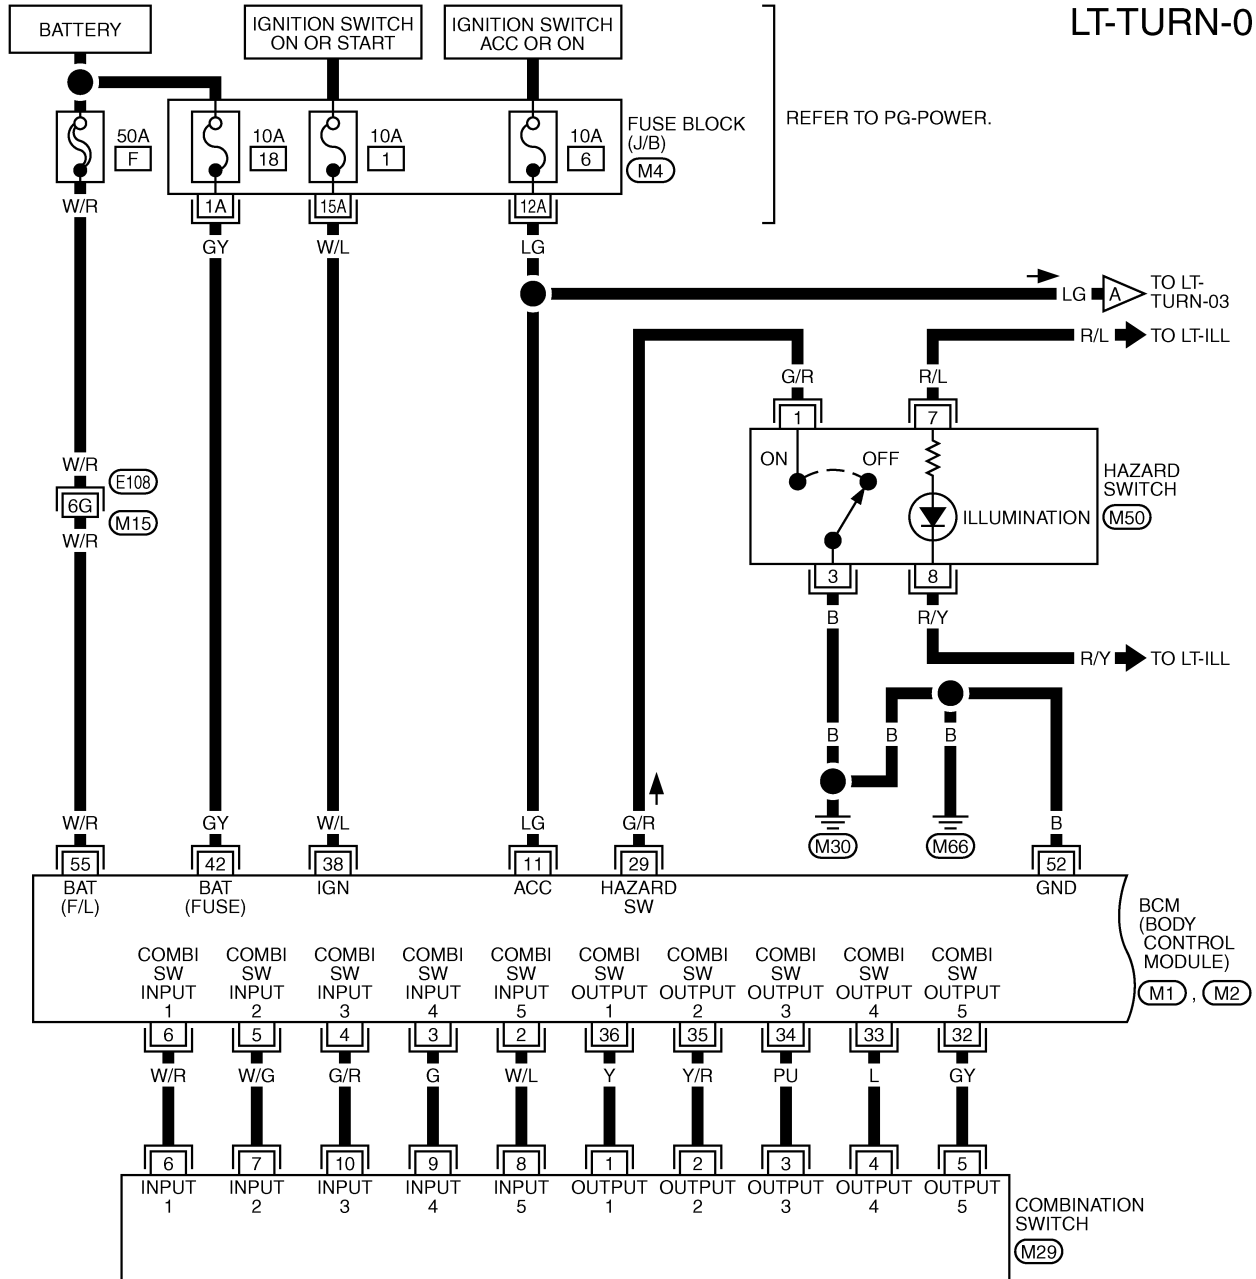 LT-TURN-0
BATTERY
IGNITION SWITCH
ON OR START
IGNITION SWITCH
ACC OR ON
REFER TO PG-POWER.
50A
F
10A
18
10A
1
10A
6
FUSE BLOCK
(J/B)
M4
W/R
1A
15A
12A
GY
W/L
LG
LG
A
TO LT-
TURN-03
R/L
TO LT-ILL
G/R
R/L
1
7
ON
OFF
ILLUMINATION
HAZARD
SWITCH
M50
W/R
E108
6G
M15
W/R
3
8
B
R/Y
R/Y
TO LT-ILL
B
B
B
M30
M66
W/R
GY
W/L
LG
G/R
B
55
42
38
11
29
52
BAT
(F/L)
BAT
(FUSE)
IGN
ACC
HAZARD
SW
GND
BCM
(BODY
CONTROL
MODULE)
M1 , M2
COMBI
SW
INPUT
1
COMBI
SW
INPUT
2
COMBI
SW
INPUT
3
COMBI
SW
INPUT
4
COMBI
SW
INPUT
5
COMBI
SW
OUTPUT
1
COMBI
SW
OUTPUT
2
COMBI
SW
OUTPUT
3
COMBI
SW
OUTPUT
4
COMBI
SW
OUTPUT
5
6
5
4
3
2
36
35
34
33
32
W/R
W/G
G/R
G
W/L
Y
Y/R
PU
L
GY
6
7
10
9
8
1
2
3
4
5
INPUT
1
INPUT
2
INPUT
3
INPUT
4
INPUT
5
OUTPUT
1
OUTPUT
2
OUTPUT
3
OUTPUT
4
OUTPUT
5
COMBINATION
SWITCH
M29